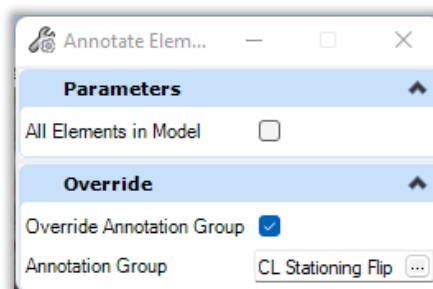 Annotate Elem...
Parameters
All Elements in Model
Override
Override Annotation Group
Annotation Group CL Stationing Flip ...